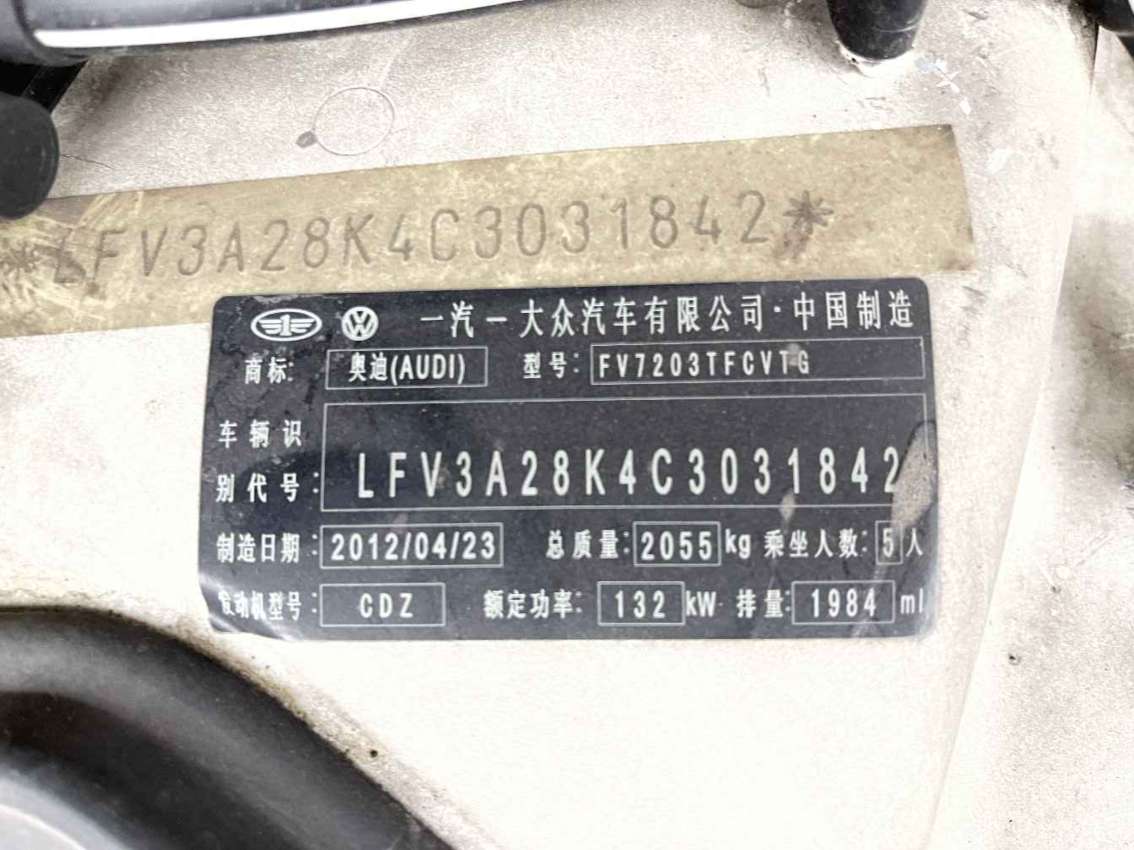 *LFV3A28K4C3031842*
一汽一大众汽车有限公司·中国制造
商标: 奥迪(AUDI) 型号: FV7203TFCVTG
车辆识别代号: LFV3A28K4C3031842
制造日期: 2012/04/23 总质量: 2055 kg 乘坐人数: 5 人
发动机型号: CDZ 额定功率: 132 kW 排量: 1984 ml